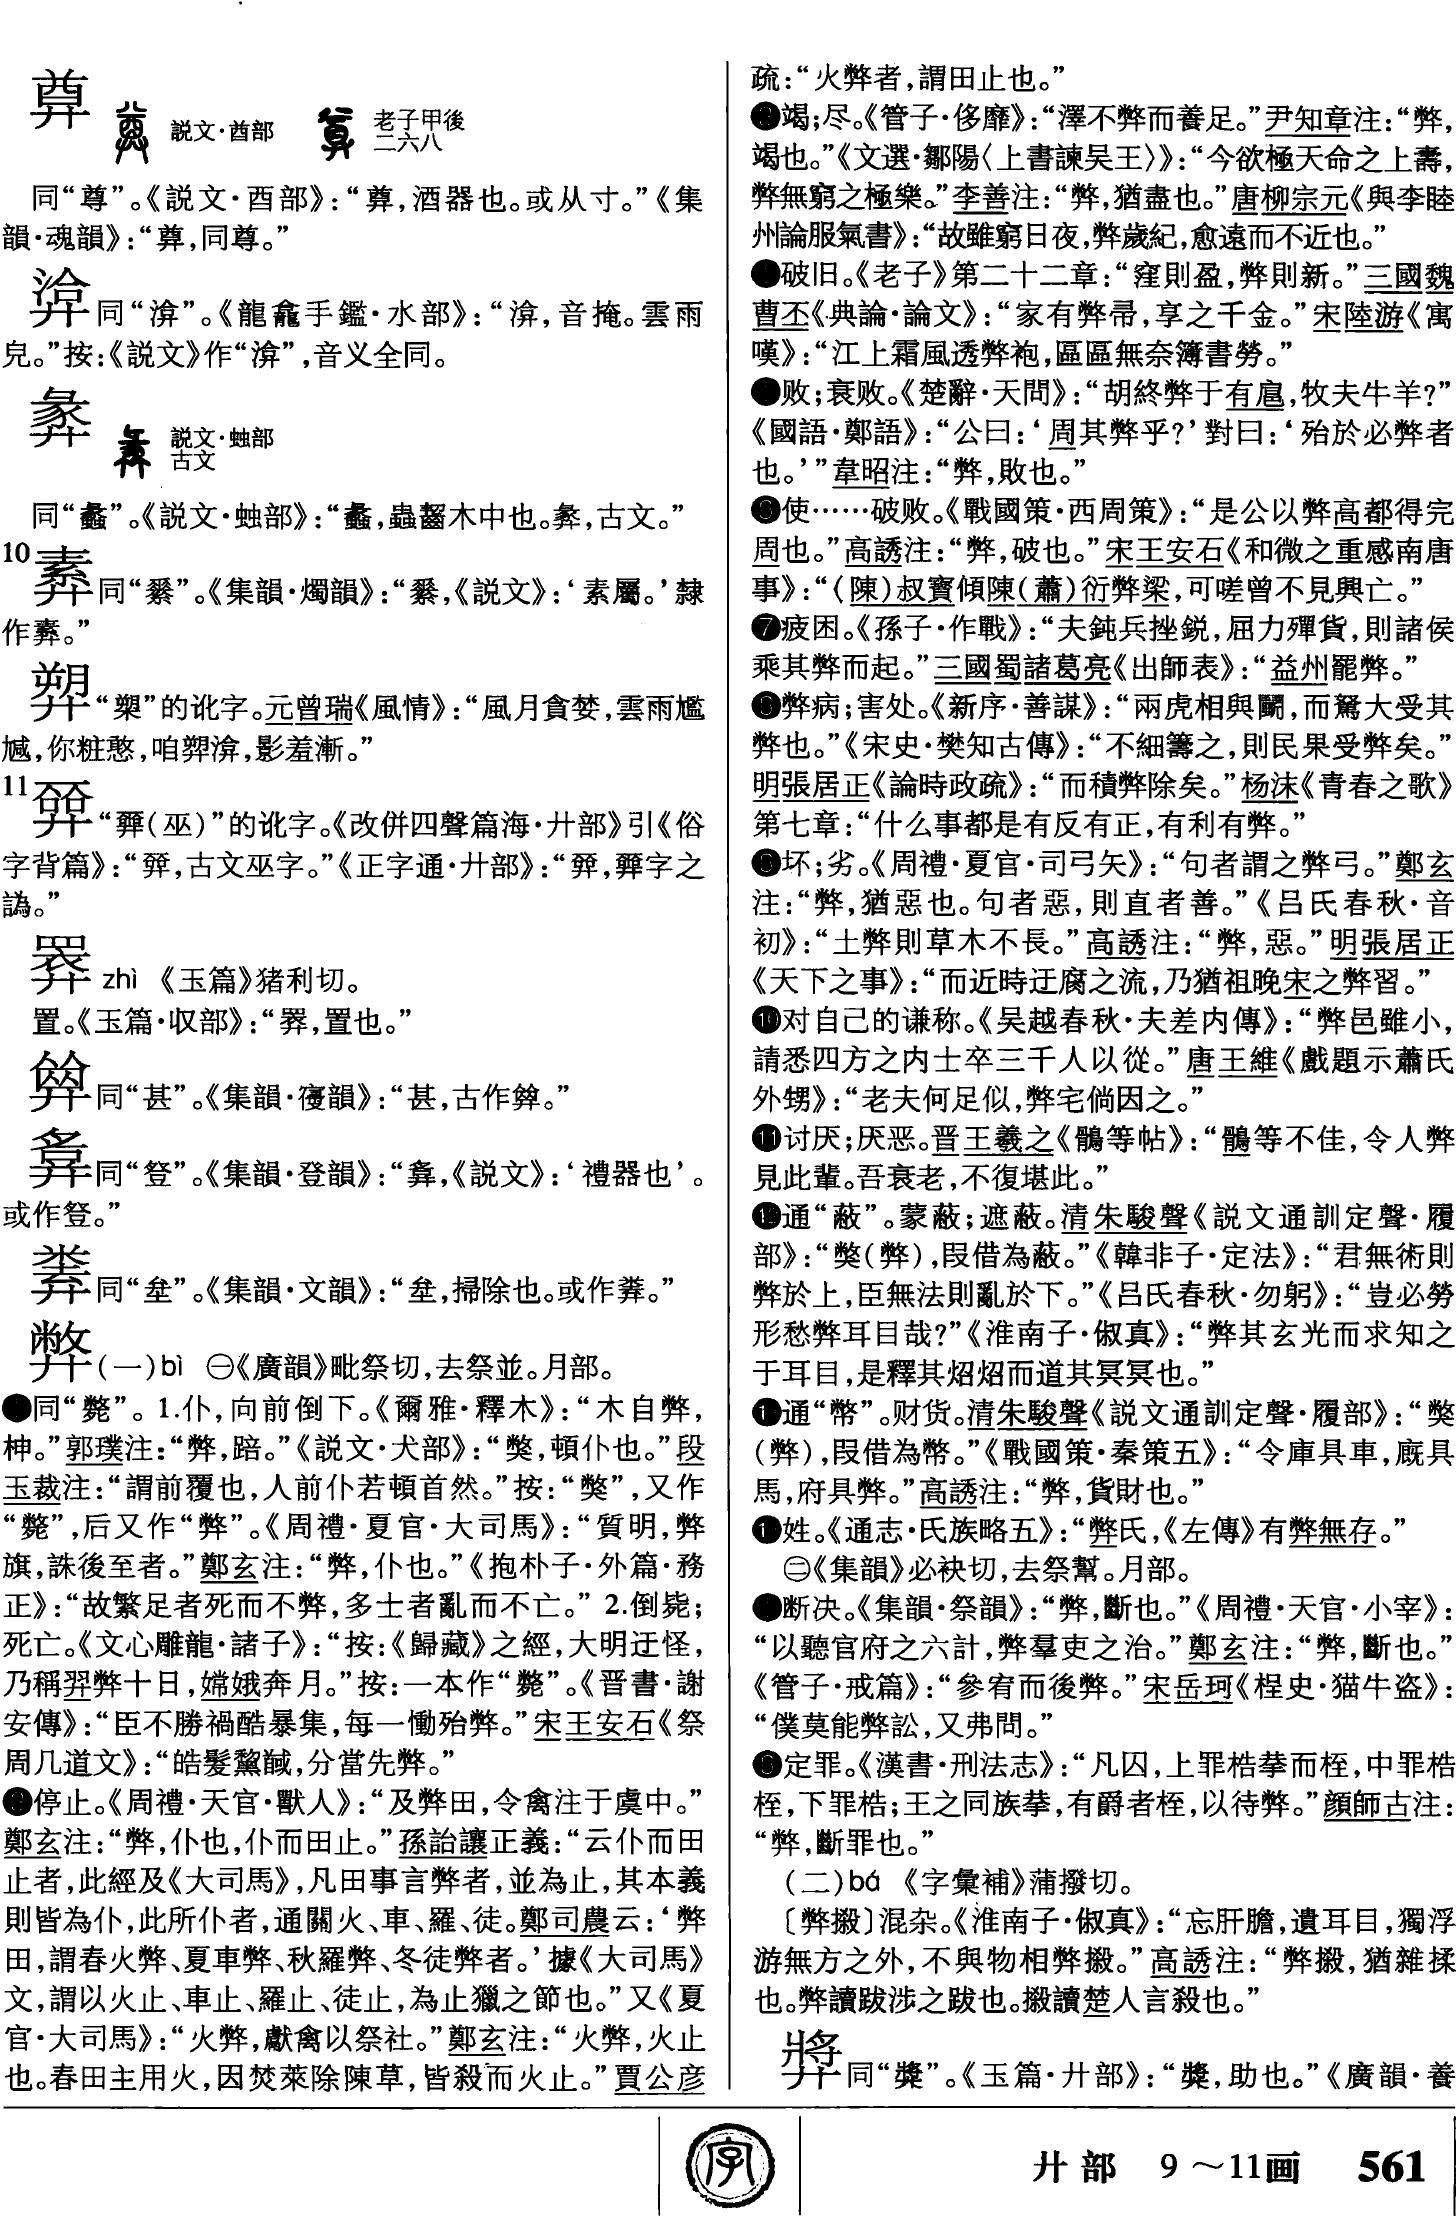 尊
説文·酋部
老子甲後
二六八
同“尊”。《説文·酉部》：“尊，酒器也。或从寸。”《集
韻·魂韻》：“尊，同尊。”
同“渰”。《龍龕手鑑·水部》：“渰，音掩。雲雨
皃。”按：《説文》作“渰”，音义全同。
説文·䖵部
古文
同“蠡”。《説文·䖵部》：“蠡，蟲齧木中也。，古文。”
10
同“䋺”。《集韻·燭韻》：“䋺，《説文》：‘素屬。’隸
作。”
“槊”的讹字。元曾瑞《風情》：“風月貪婪，雲雨尷
尬，你粧憨，咱渰，影羞漸。”
11
“（巫）”的讹字。《改併四聲篇海·廾部》引《俗
字背篇》：“，古文巫字。”《正字通·廾部》：“，字之
譌。”
zhì 《玉篇》猪利切。
置。《玉篇·収部》：“，置也。”
同“甚”。《集韻·𡪢韻》：“甚，古作。”
同“豋”。《集韻·登韻》：“，《説文》：‘禮器也’。
或作豋。”
同“坌”。《集韻·文韻》：“坌，掃除也。或作。”
弊
（一）bì ㊀《廣韻》毗祭切，去祭並。月部。
❶同“斃”。1.仆，向前倒下。《爾雅·釋木》：“木自弊，
柛。”郭璞注：“弊，踣。”《説文·犬部》：“獘，頓仆也。”段
玉裁注：“謂前覆也，人前仆若頓首然。”按：“獘”，又作
“斃”，后又作“弊”。《周禮·夏官·大司馬》：“質明，弊
旗，誅後至者。”鄭玄注：“弊，仆也。”《抱朴子·外篇·務
正》：“故繁足者死而不弊，多士者亂而不亡。”2.倒毙；
死亡。《文心雕龍·諸子》：“按：《歸藏》之經，大明迂怪，
乃稱羿弊十日，嫦娥奔月。”按：一本作“斃”。《晋書·謝
安傳》：“臣不勝禍酷暴集，每一慟殆弊。”宋王安石《祭
周几道文》：“皓髮黧馘，分當先弊。”
❷停止。《周禮·天官·獸人》：“及弊田，令禽注于虞中。”
鄭玄注：“弊，仆也，仆而田止。”孫詒讓正義：“云仆而田
止者，此經及《大司馬》，凡田事言弊者，並為止，其本義
則皆為仆，此所仆者，通關火、車、羅、徒。鄭司農云：‘弊
田，謂春火弊、夏車弊、秋羅弊、冬徒弊者。’據《大司馬》
文，謂以火止、車止、羅止、徒止，為止獵之節也。”又《夏
官·大司馬》：“火弊，獻禽以祭社。”鄭玄注：“火弊，火止
也。春田主用火，因焚萊除陳草，皆殺而火止。”賈公彦
疏：“火弊者，謂田止也。”
❸竭；尽。《管子·侈靡》：“澤不弊而養足。”尹知章注：“弊，
竭也。”《文選·鄒陽〈上書諫吴王〉》：“今欲極天命之上壽，
弊無窮之極樂。”李善注：“弊，猶盡也。”唐柳宗元《與李睦
州論服氣書》：“故雖窮日夜，弊歲紀，愈遠而不近也。”
❹破旧。《老子》第二十二章：“窪則盈，弊則新。”三國魏
曹丕《典論·論文》：“家有弊帚，享之千金。”宋陸游《寓
嘆》：“江上霜風透弊袍，區區無奈簿書勞。”
❺败；衰败。《楚辭·天問》：“胡終弊于有扈，牧夫牛羊？”
《國語·鄭語》：“公曰：‘周其弊乎？’對曰：‘殆於必弊者
也。’”韋昭注：“弊，敗也。”
❻使……破败。《戰國策·西周策》：“是公以弊高都得完
周也。”高誘注：“弊，破也。”宋王安石《和微之重感南唐
事》：“（陳）叔寶傾陳（蕭）衍弊梁，可嗟曾不見興亡。”
❼疲困。《孫子·作戰》：“夫鈍兵挫鋭，屈力殫貨，則諸侯
乘其弊而起。”三國蜀諸葛亮《出師表》：“益州罷弊。”
❽弊病；害处。《新序·善謀》：“兩虎相與鬭，而駑犬受其
弊也。”《宋史·樊知古傳》：“不細籌之，則民果受弊矣。”
明張居正《論時政疏》：“而積弊除矣。”杨沫《青春之歌》
第七章：“什么事都是有反有正，有利有弊。”
❾坏；劣。《周禮·夏官·司弓矢》：“句者謂之弊弓。”鄭玄
注：“弊，猶惡也。句者惡，則直者善。”《吕氏春秋·音
初》：“土弊則草木不長。”高誘注：“弊，惡。”明張居正
《天下之事》：“而近時迂腐之流，乃猶祖晚宋之弊習。”
❿对自己的谦称。《吴越春秋·夫差内傳》：“弊邑雖小，
請悉四方之内士卒三千人以從。”唐王維《戲題示蕭氏
外甥》：“老夫何足似，弊宅倘因之。”
⓫讨厌；厌恶。晋王羲之《鶻等帖》：“鶻等不佳，令人弊
見此輩。吾衰老，不復堪此。”
⓬通“蔽”。蒙蔽；遮蔽。清朱駿聲《説文通訓定聲·履
部》：“獘（弊），叚借為蔽。”《韓非子·定法》：“君無術則
弊於上，臣無法則亂於下。”《吕氏春秋·勿躬》：“豈必勞
形愁弊耳目哉？”《淮南子·俶真》：“弊其玄光而求知之
于耳目，是釋其炤炤而道其冥冥也。”
⓭通“幣”。财货。清朱駿聲《説文通訓定聲·履部》：“獘
（弊），叚借為幣。”《戰國策·秦策五》：“令庫具車，厩具
馬，府具弊。”高誘注：“弊，貨財也。”
⓮姓。《通志·氏族略五》：“弊氏，《左傳》有弊無存。”
㊁《集韻》必袂切，去祭幫。月部。
❶断决。《集韻·祭韻》：“弊，斷也。”《周禮·天官·小宰》：
“以聽官府之六計，弊羣吏之治。”鄭玄注：“弊，斷也。”
《管子·戒篇》：“參宥而後弊。”宋岳珂《桯史·猫牛盗》：
“僕莫能弊訟，又弗問。”
❷定罪。《漢書·刑法志》：“凡囚，上罪梏拲而桎，中罪梏
桎，下罪梏；王之同族拲，有爵者桎，以待弊。”顔師古注：
“弊，斷罪也。”
（二）bá 《字彙補》蒲撥切。
〔弊摋〕混杂。《淮南子·俶真》：“忘肝膽，遺耳目，獨浮
游無方之外，不與物相弊摋。”高誘注：“弊摋，猶雜揉
也。弊讀跋涉之跋也。摋讀楚人言殺也。”
同“獎”。《玉篇·廾部》：“，助也。”《廣韻·養
字
廾部 9～11画 561